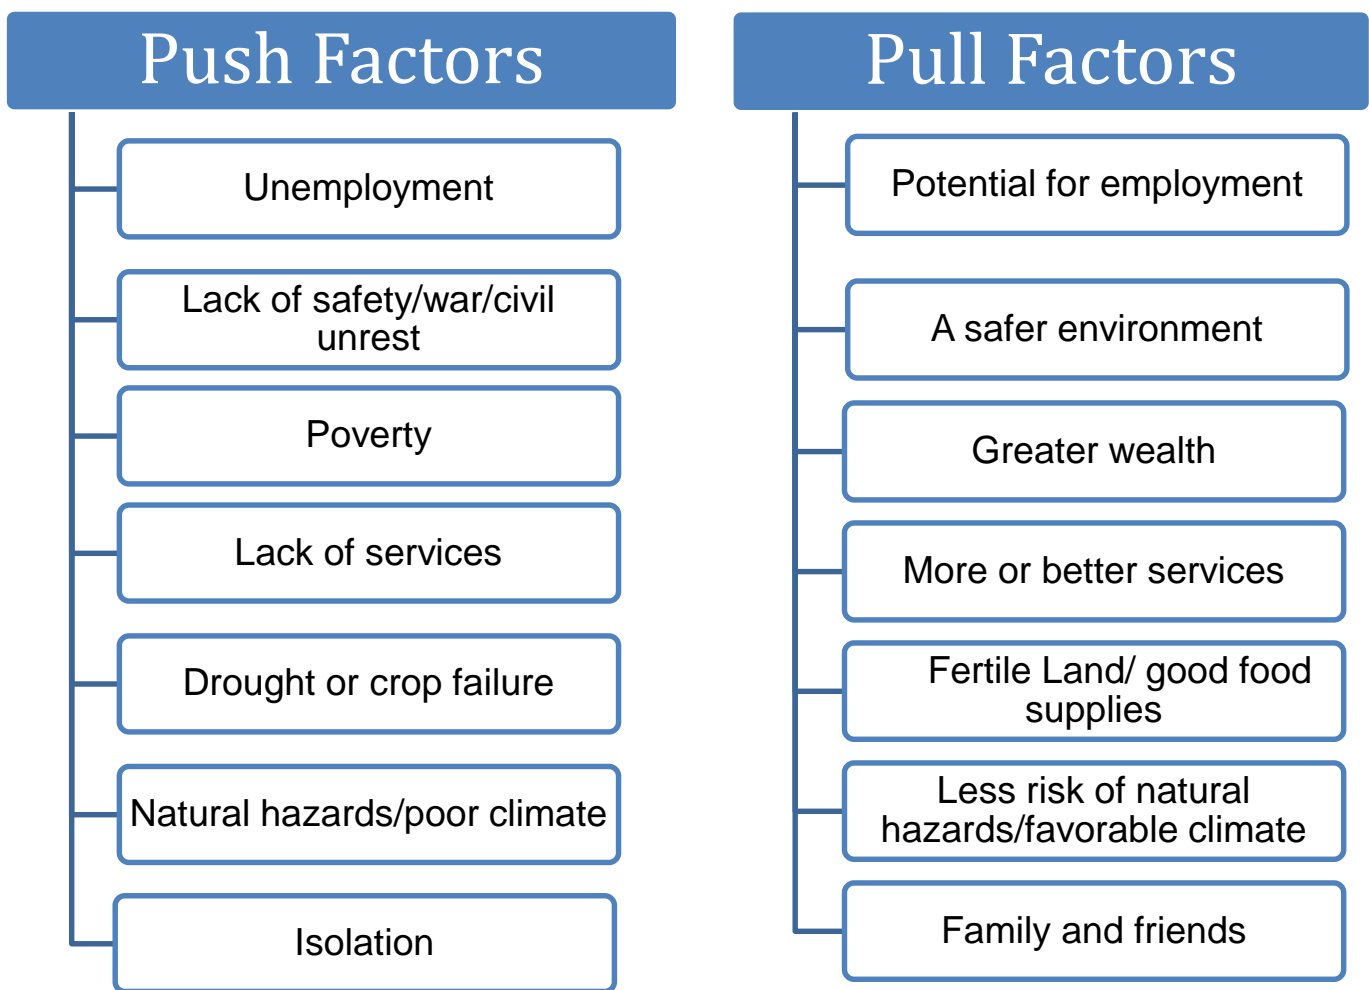 Push Factors
Unemployment
Lack of safety/war/civil
unrest
Poverty
Lack of services
Drought or crop failure
Natural hazards/poor climate
Isolation
Pull Factors
Potential for employment
A safer environment
Greater wealth
More or better services
Fertile Land/ good food
supplies
Less risk of natural
hazards/favorable climate
Family and friends